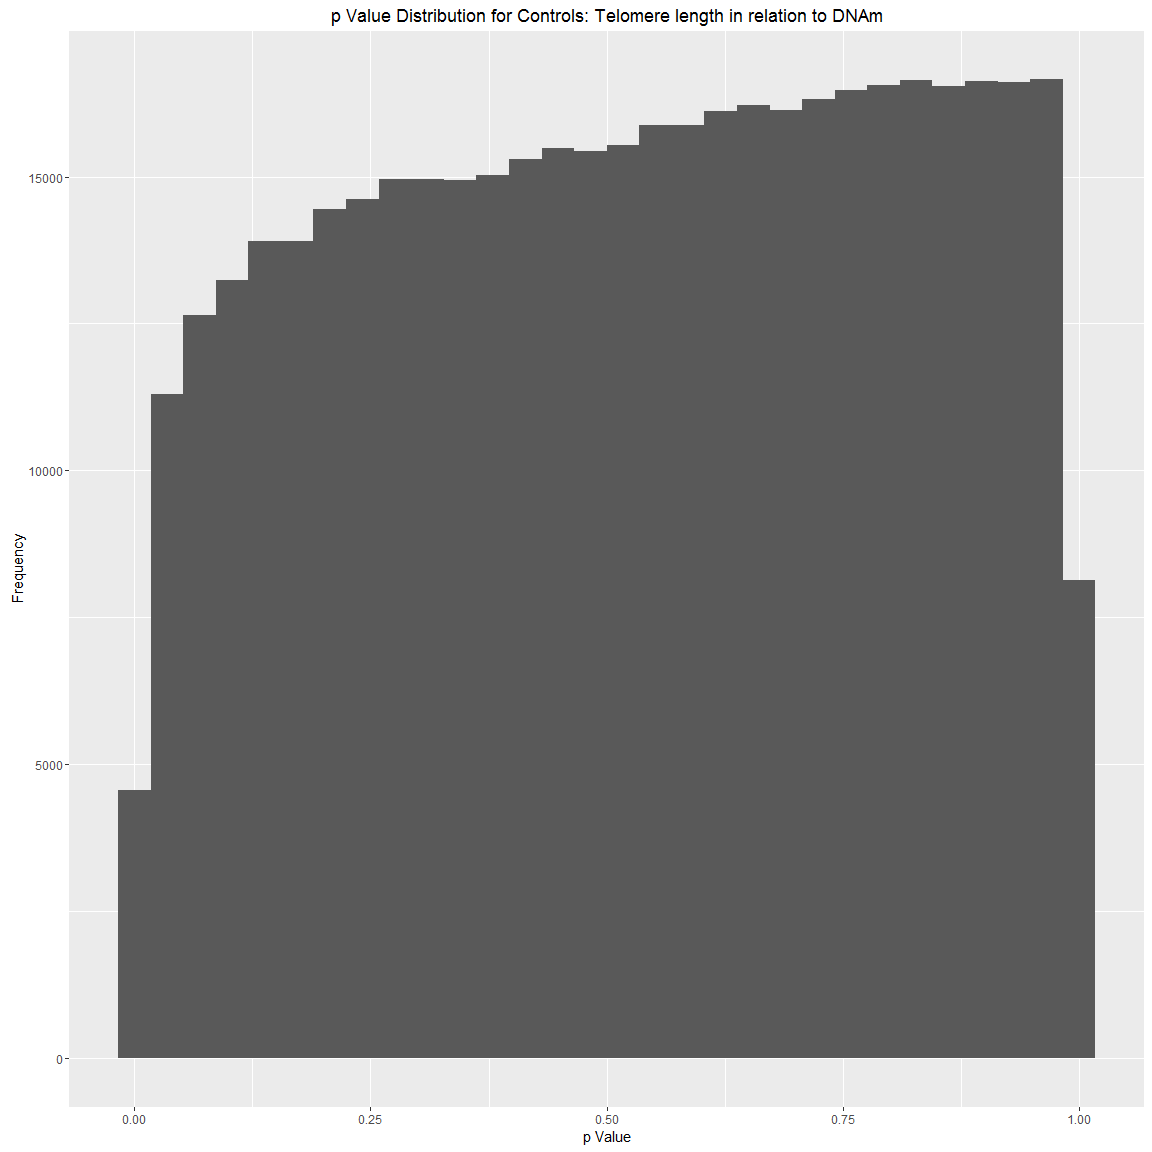 p Value Distribution for Controls: Telomere length in relation to DNAm
15000
10000
5000
0
Frequency
0.00 0.25 0.50 0.75 1.00
p Value